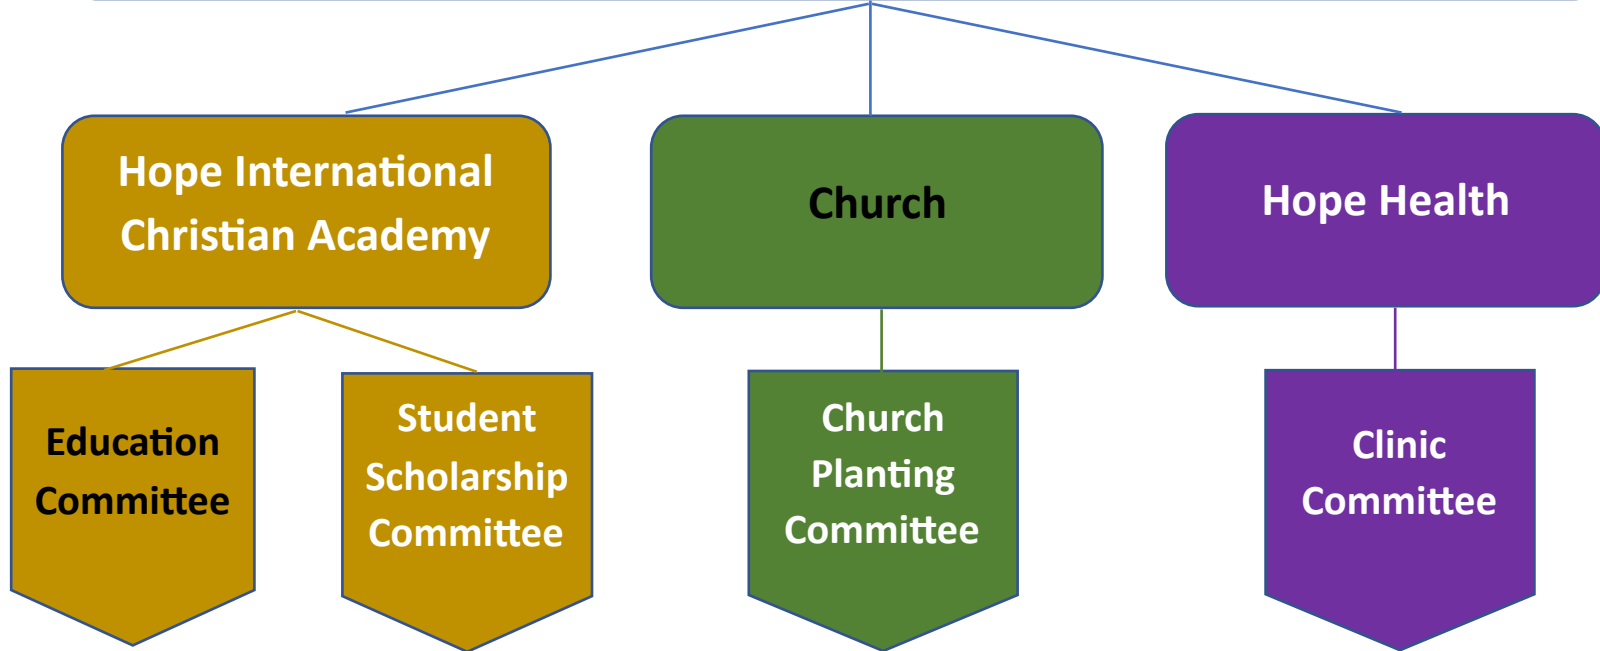 Hope International
Christian Academy
Church
Hope Health
Education
Committee
Student
Scholarship
Committee
Church
Planting
Committee
Clinic
Committee